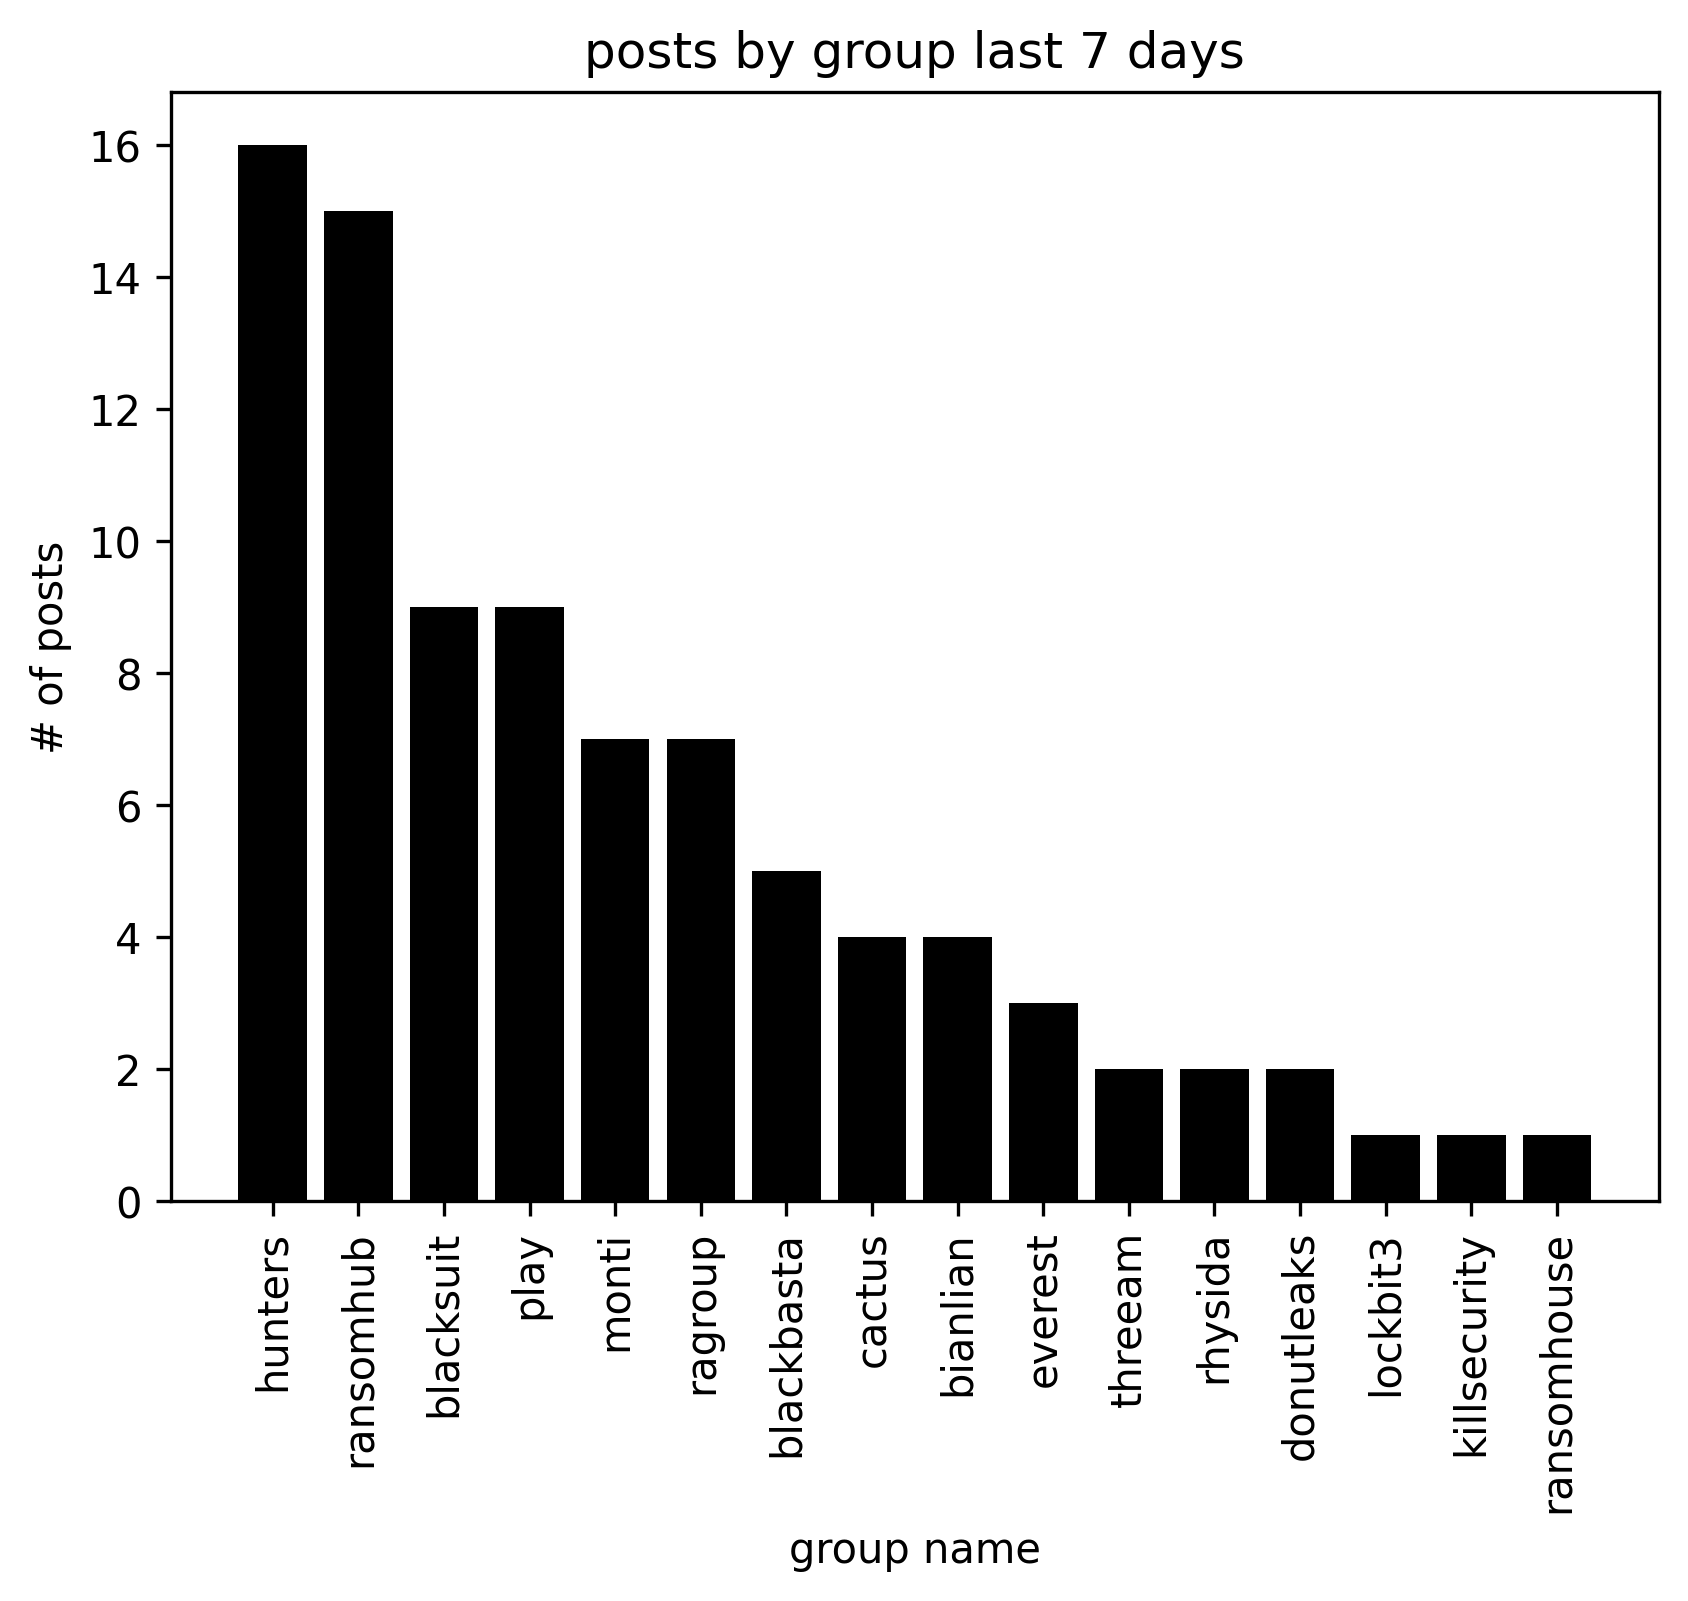 posts by group last 7 days
# of posts
16
14
12
10
8
6
4
2
0
hunters
ransomhub
blacksuit
play
monti
ragroup
blackbasta
cactus
bianlian
everest
threeam
rhysida
donutleaks
lockbit3
killsecurity
ransomhouse
group name